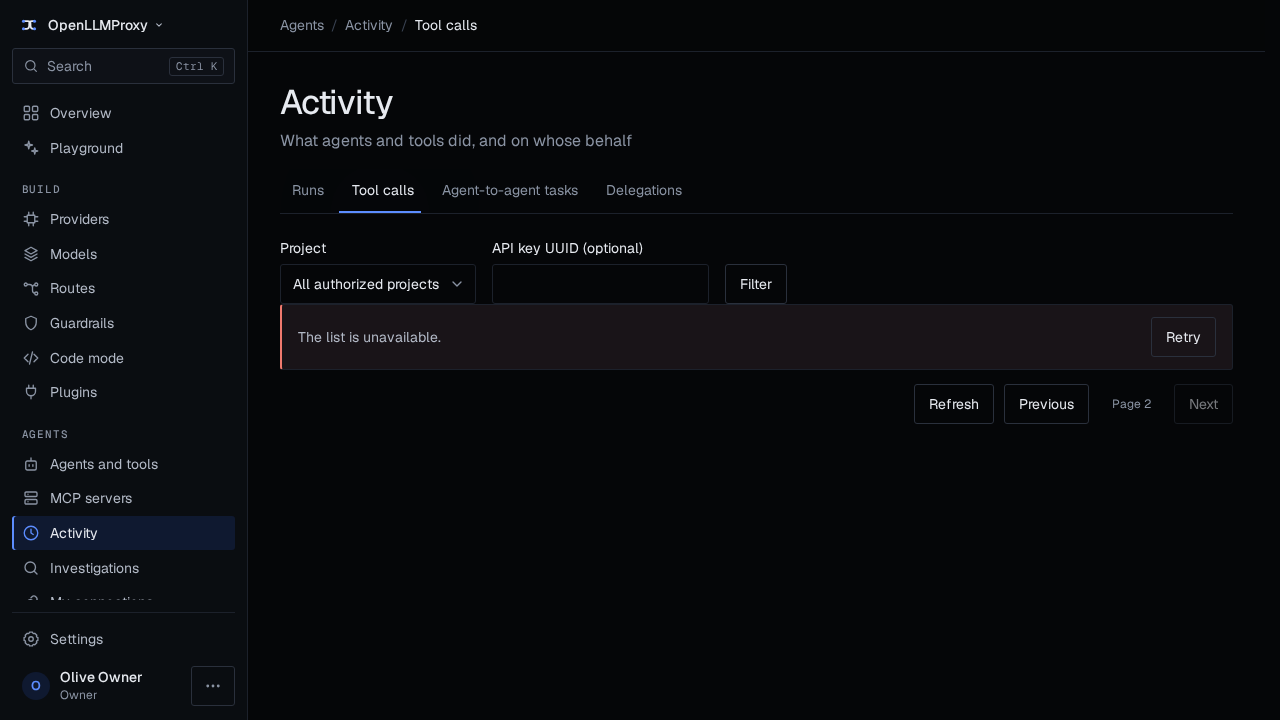 OpenLLMProxy
Search
Ctrl K
Overview
Playground
BUILD
Providers
Models
Routes
Guardrails
Code mode
Plugins
AGENTS
Agents and tools
MCP servers
Activity
Investigations
Settings
O
Olive Owner
Owner
Agents / Activity / Tool calls
Activity
What agents and tools did, and on whose behalf
Runs
Tool calls
Agent-to-agent tasks
Delegations
Project
API key UUID (optional)
All authorized projects
Filter
The list is unavailable.
Retry
Refresh
Previous
Page 2
Next